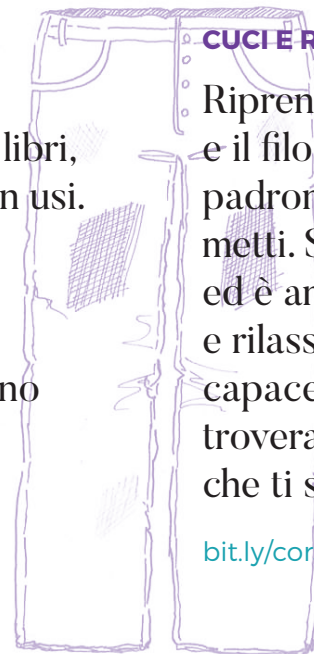 libri,
n usi.
no
CUCI E R
Ripren
e il filo
padron
metti. S
ed è an
e rilass
capace
trovera
che ti s
bit.ly/cor